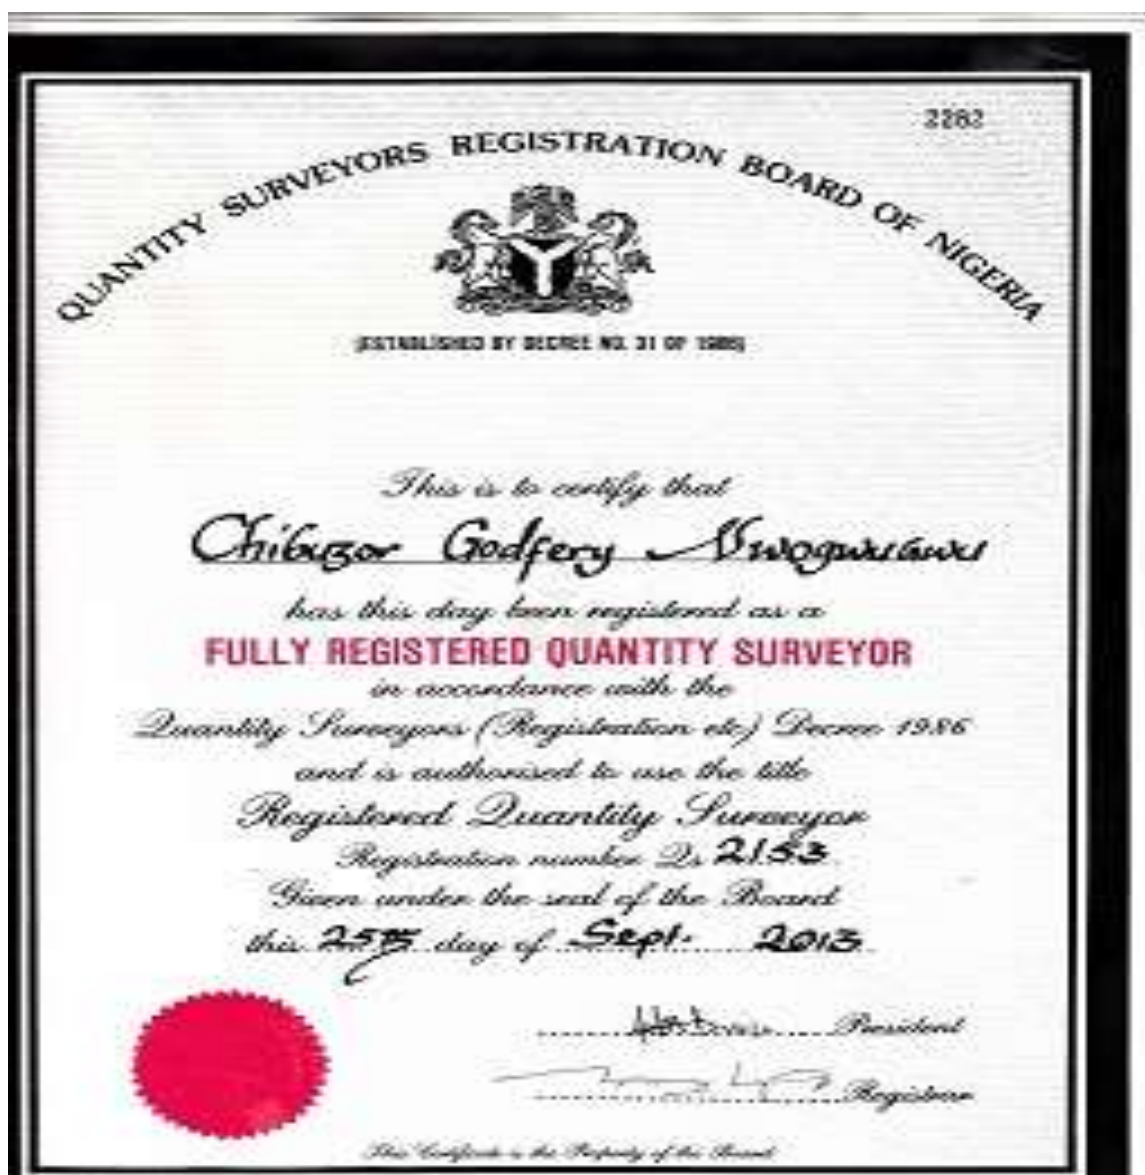 2282
QUANTITY SURVEYORS REGISTRATION BOARD OF NIGERIA
(ESTABLISHED BY DECREE NO. 31 OF 1986)
This is to certify that
Chibuzor Godfery
has this day been registered as a
FULLY REGISTERED QUANTITY SURVEYOR
in accordance with the
Quantity Surveyors (Registration etc) Decree 1986
and is authorised to use the title
Registered Quantity Surveyor
Registration number Qs 2153
Given under the seal of the Board
this 25th day of Sept. 2013
President
Registrar
This Certificate is the Property of the Board